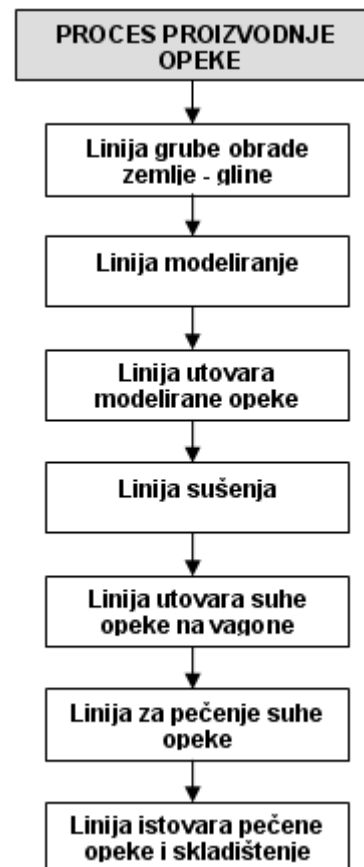 PROCES PROIZVODNJE
OPEKE
Linija grube obrade
zemlje - gline
Linija modeliranje
Linija utovara
modelirane opeke
Linija sušenja
Linija utovara suhe
opeke na vagone
Linija za pečenje suhe
opeke
Linija istovara pečene
opeke i skladištenje